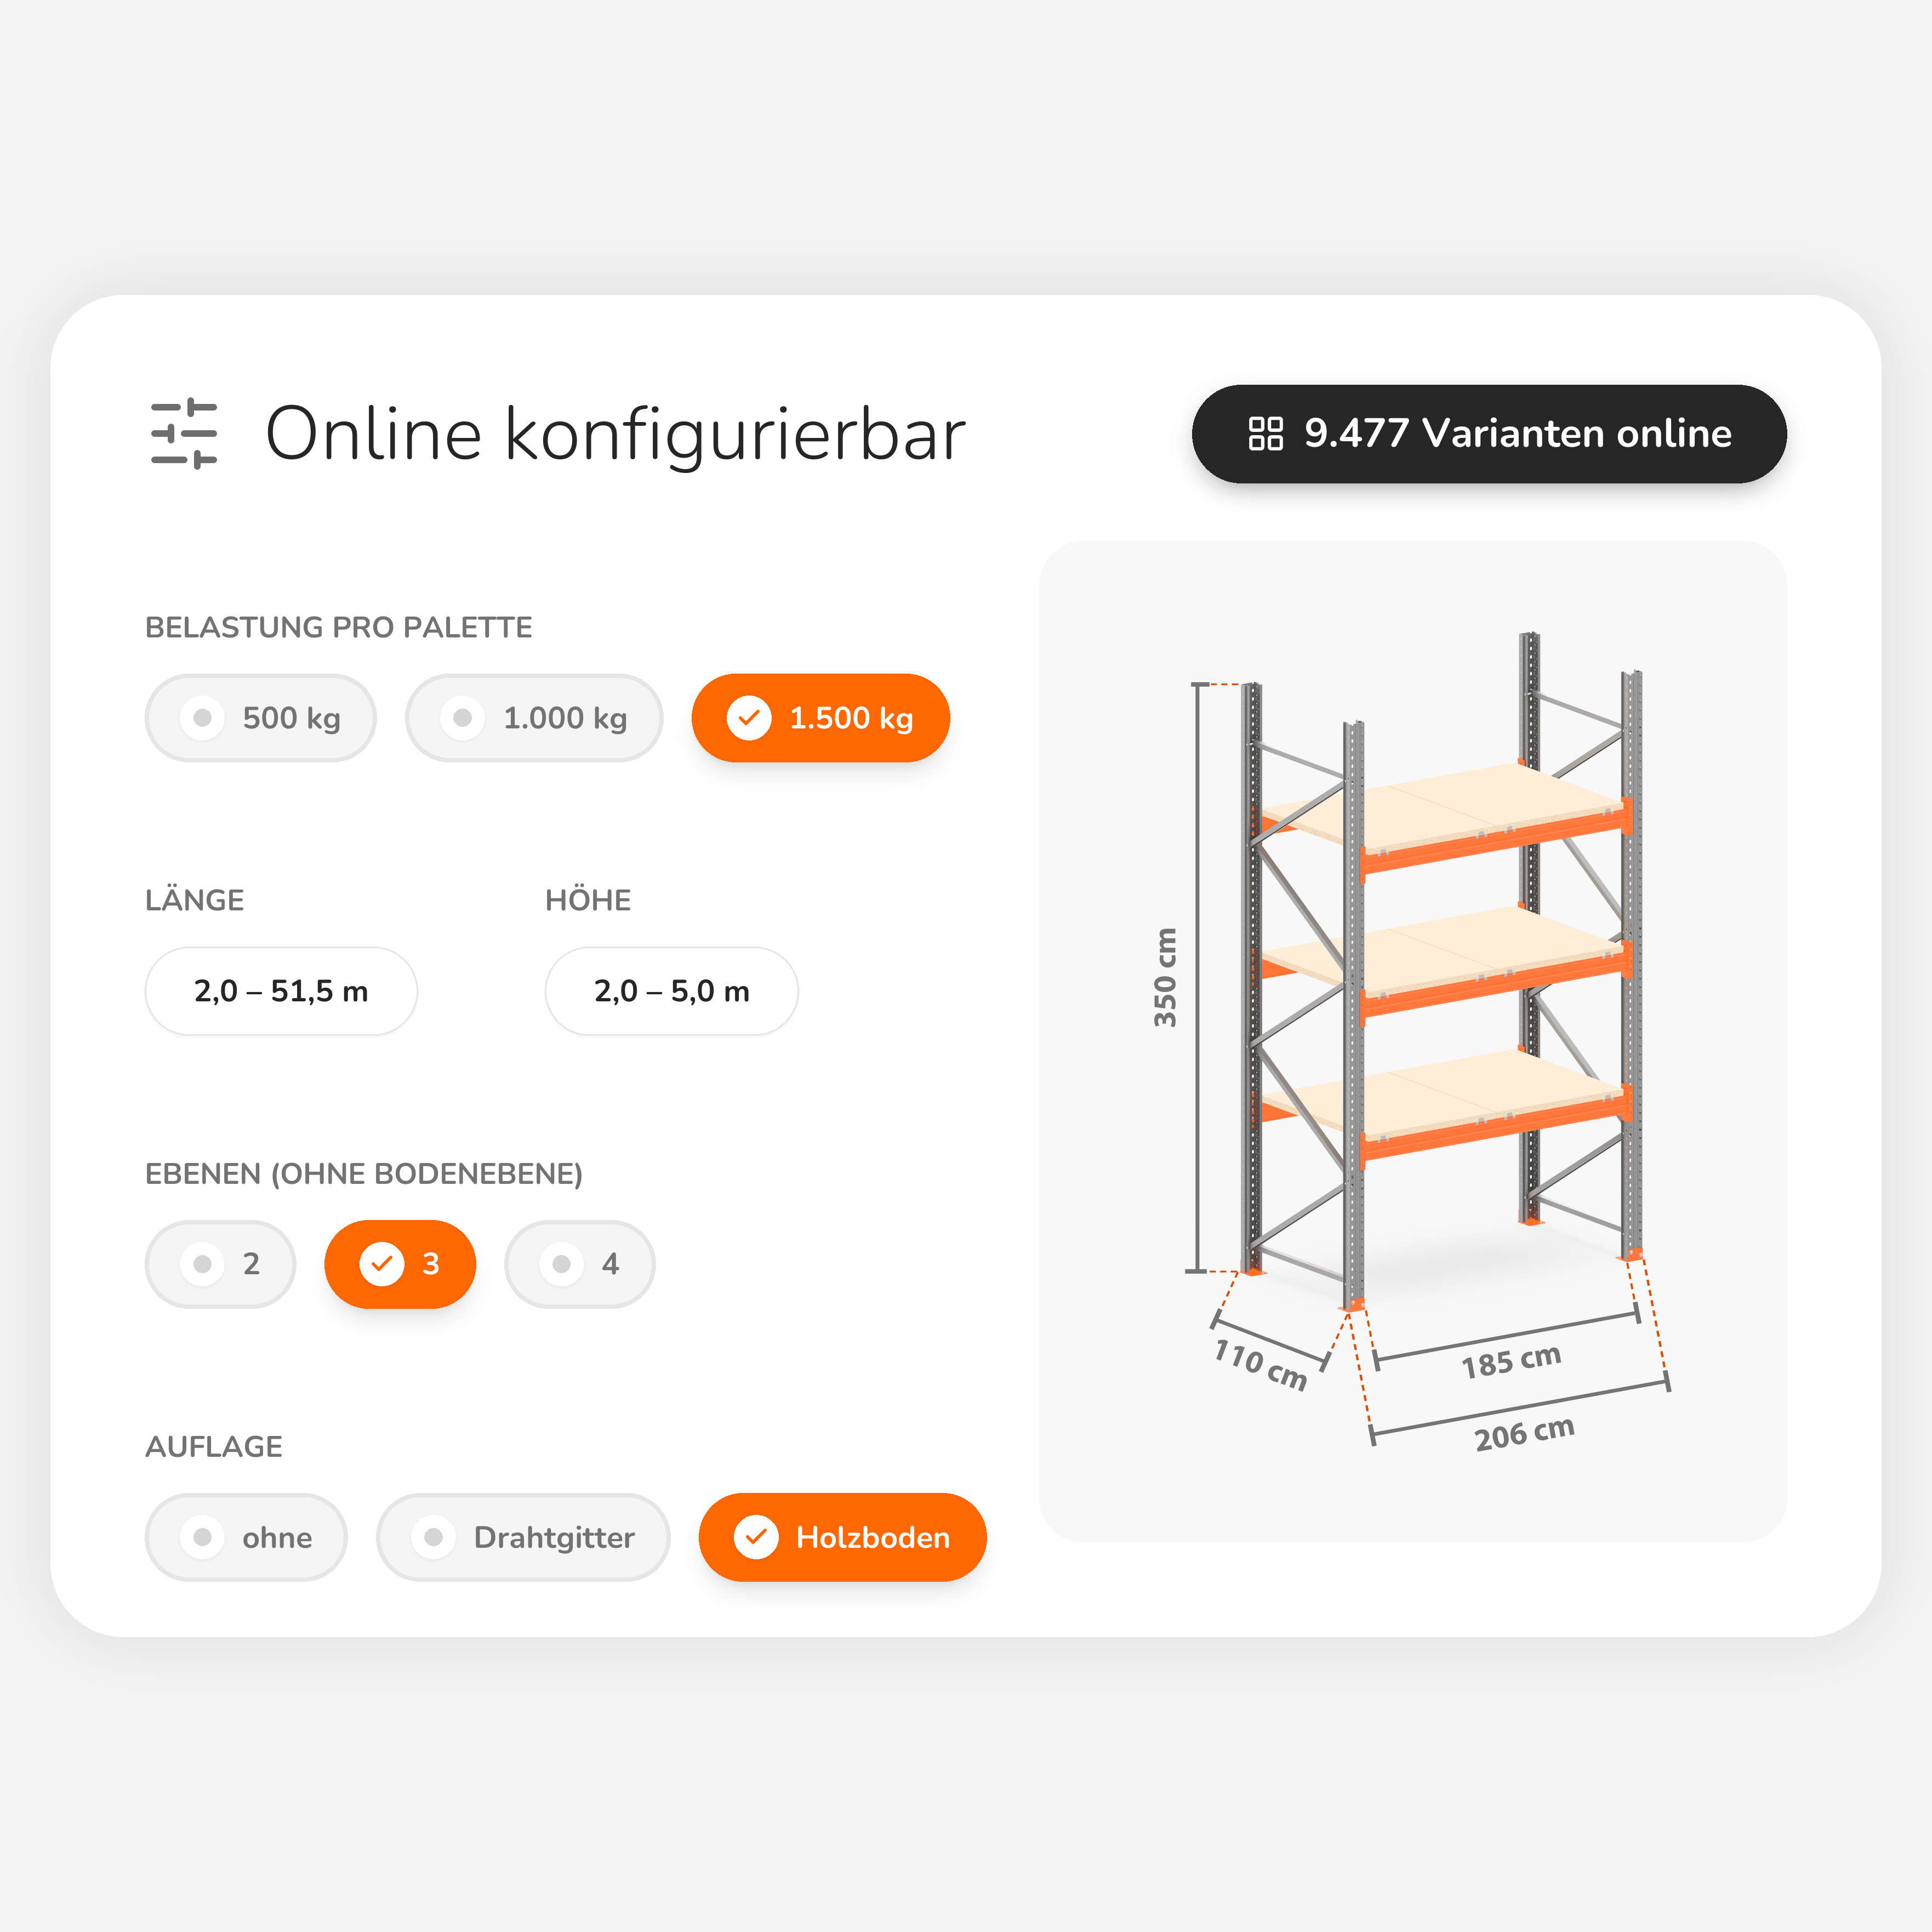 Online konfigurierbar
9.477 Varianten online
BELASTUNG PRO PALETTE
500 kg
1.000 kg
1.500 kg
LÄNGE
HÖHE
2,0 – 51,5 m
2,0 – 5,0 m
EBENEN (OHNE BODENEBENE)
2
3
4
AUFLAGE
ohne
Drahtgitter
Holzboden
350 cm
110 cm
185 cm
206 cm